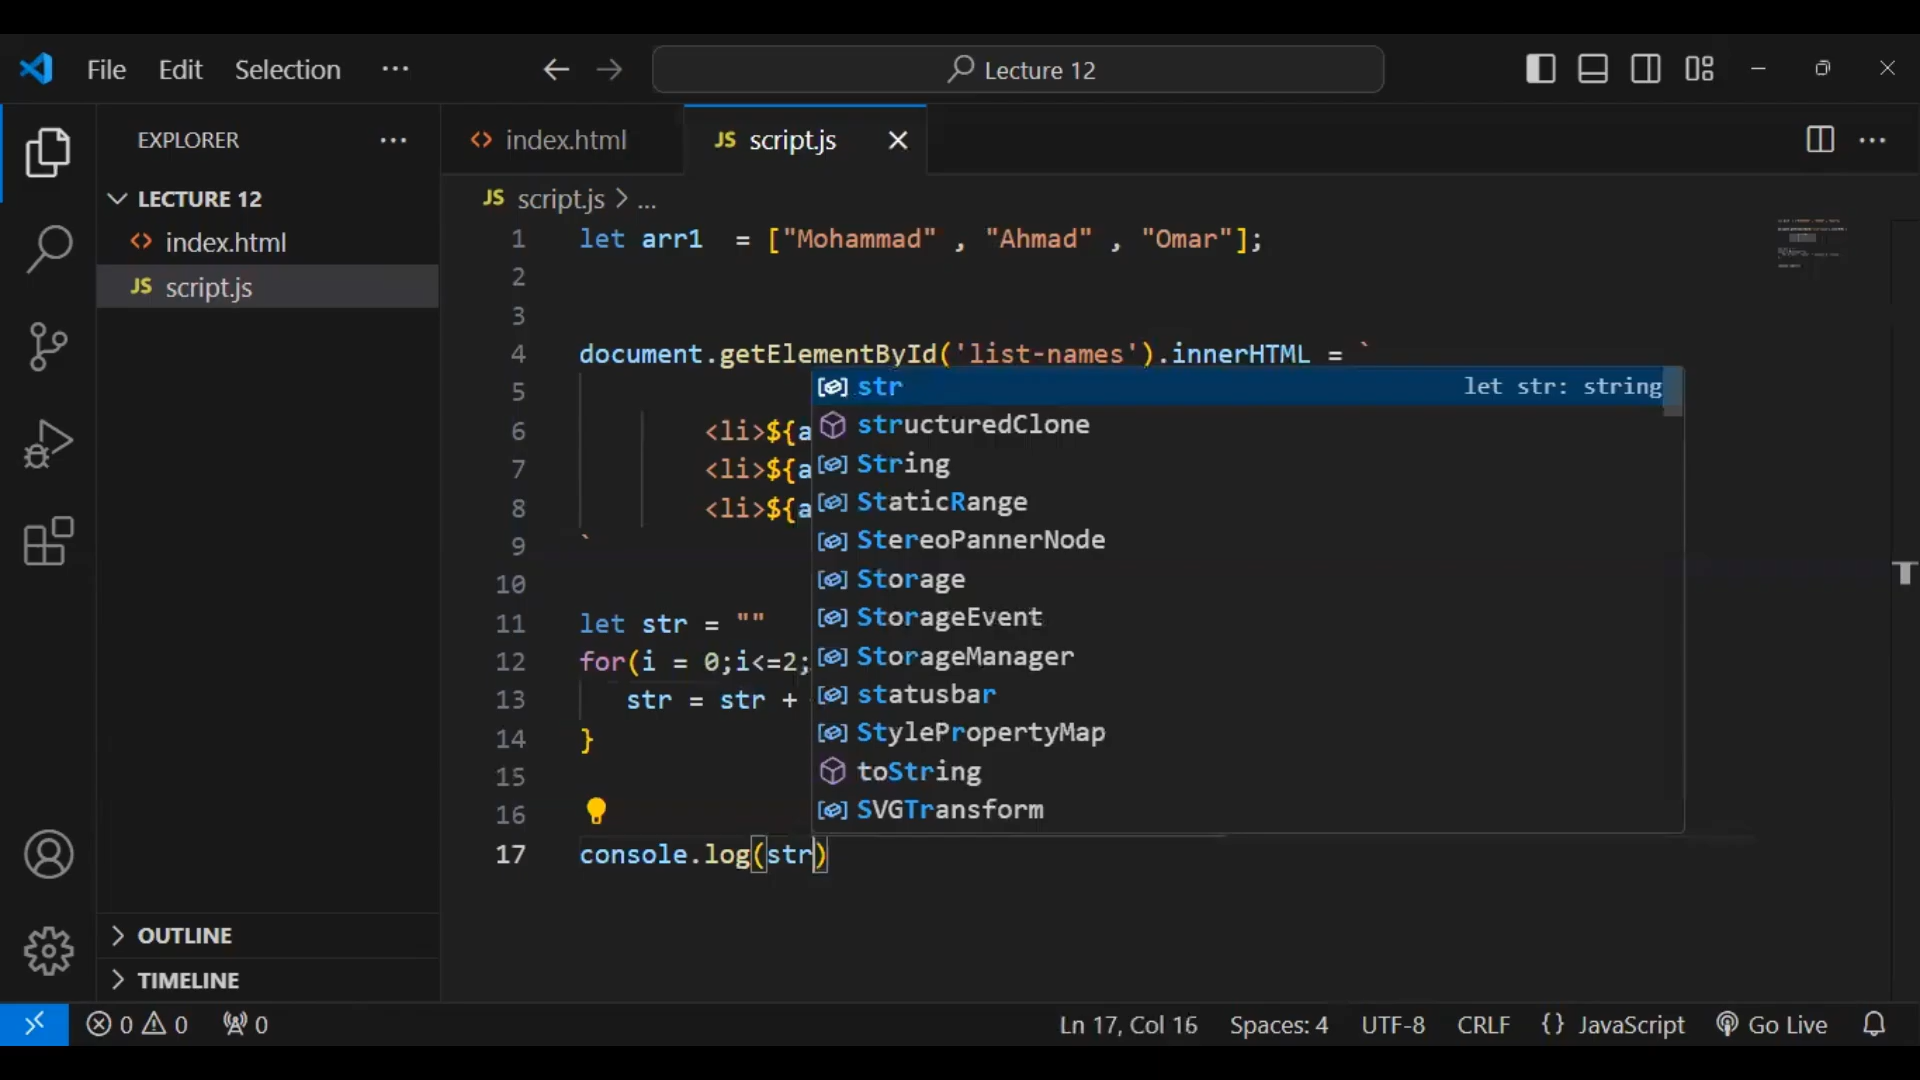 File Edit Selection ...
Lecture 12
EXPLORER ...
index.html
JS script.js
LECTURE 12
index.html
JS script.js
JS script.js > ...
1 let arr1  = ["Mohammad" , "Ahmad" , "Omar"];
2
3
4 document.getElementById('list-names').innerHTML = `
5
6 <li>${a
7 <li>${a
8 <li>${a
9 `
10
11 let str = ""
12 for(i = 0;i<=2;
13 str = str +
14 }
15
16
17 console.log(str)
str let str: string
structuredClone
String
StaticRange
StereoPannerNode
Storage
StorageEvent
StorageManager
statusbar
StylePropertyMap
toString
SVGTransform
OUTLINE
TIMELINE
0 0 0 Ln 17, Col 16 Spaces: 4 UTF-8 CRLF {} JavaScript Go Live